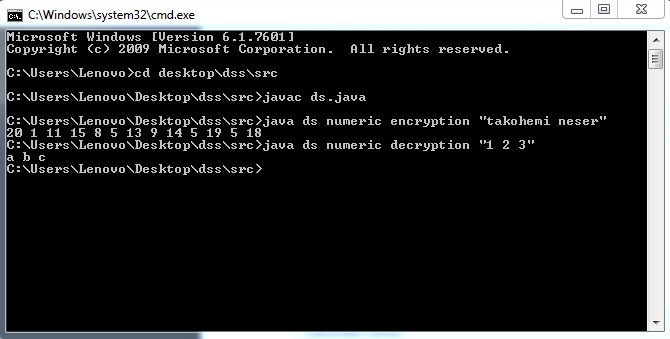 C:\Windows\system32\cmd.exe
Microsoft Windows [Version 6.1.7601]
Copyright (c) 2009 Microsoft Corporation.  All rights reserved.
C:\Users\Lenovo>cd desktop\dss\src
C:\Users\Lenovo\Desktop\dss\src>javac ds.java
C:\Users\Lenovo\Desktop\dss\src>java ds numeric encryption "takohemi neser"
20 1 11 15 8 5 13 9 14 5 19 5 18
C:\Users\Lenovo\Desktop\dss\src>java ds numeric decryption "1 2 3"
a b c
C:\Users\Lenovo\Desktop\dss\src>